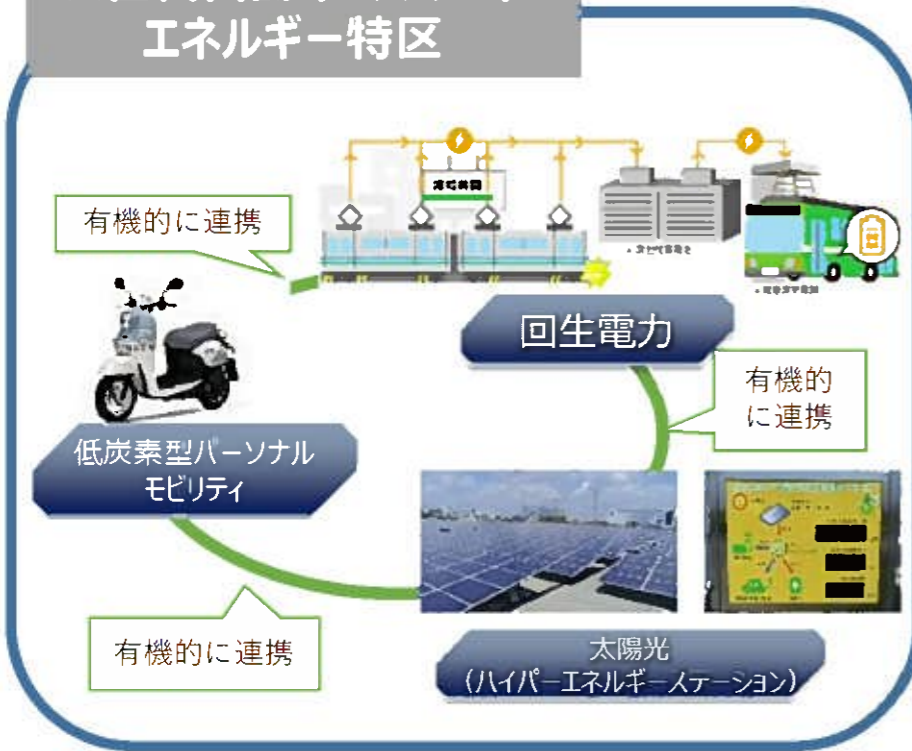 エネルギー特区
有機的に連携
回生電力
有機的
に連携
低炭素型パーソナル
モビリティ
有機的に連携
太陽光
(ハイパーエネルギーステーション)